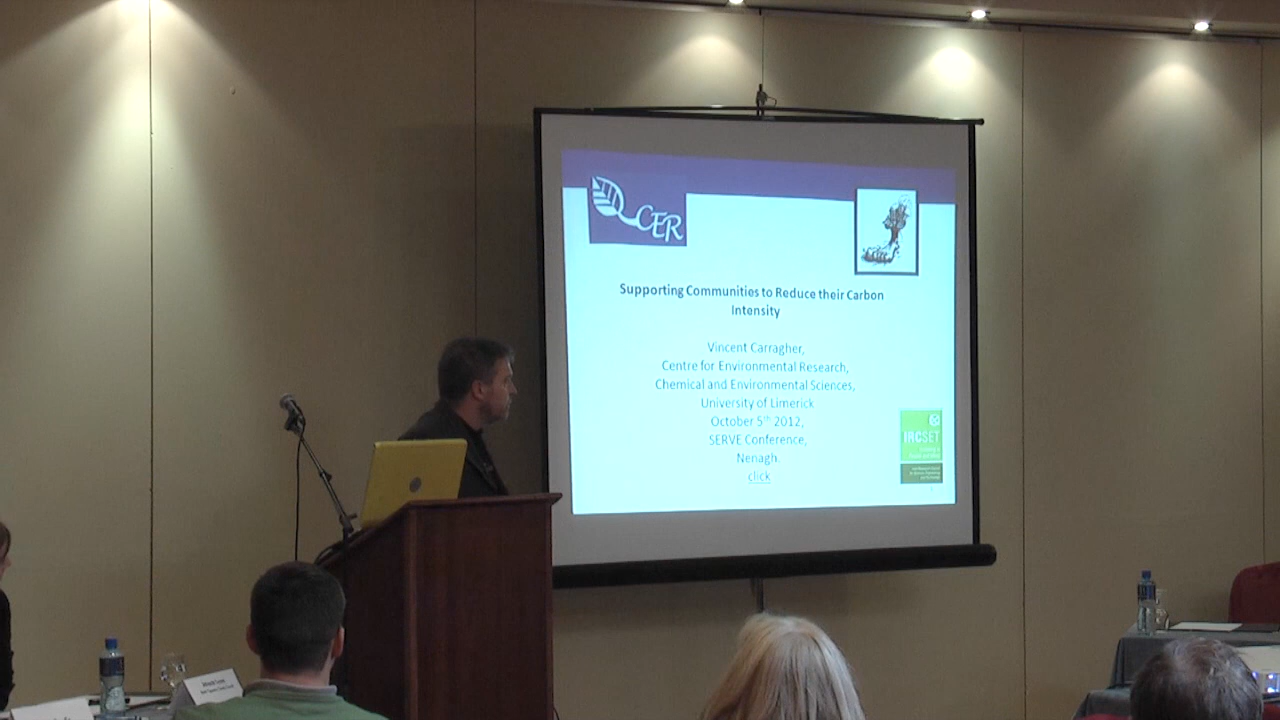 CER
Supporting Communities to Reduce their Carbon
Intensity
Vincent Carragher,
Centre for Environmental Research,
Chemical and Environmental Sciences,
University of Limerick
October 5th 2012,
SERVE Conference,
Nenagh.
click
IRCSET